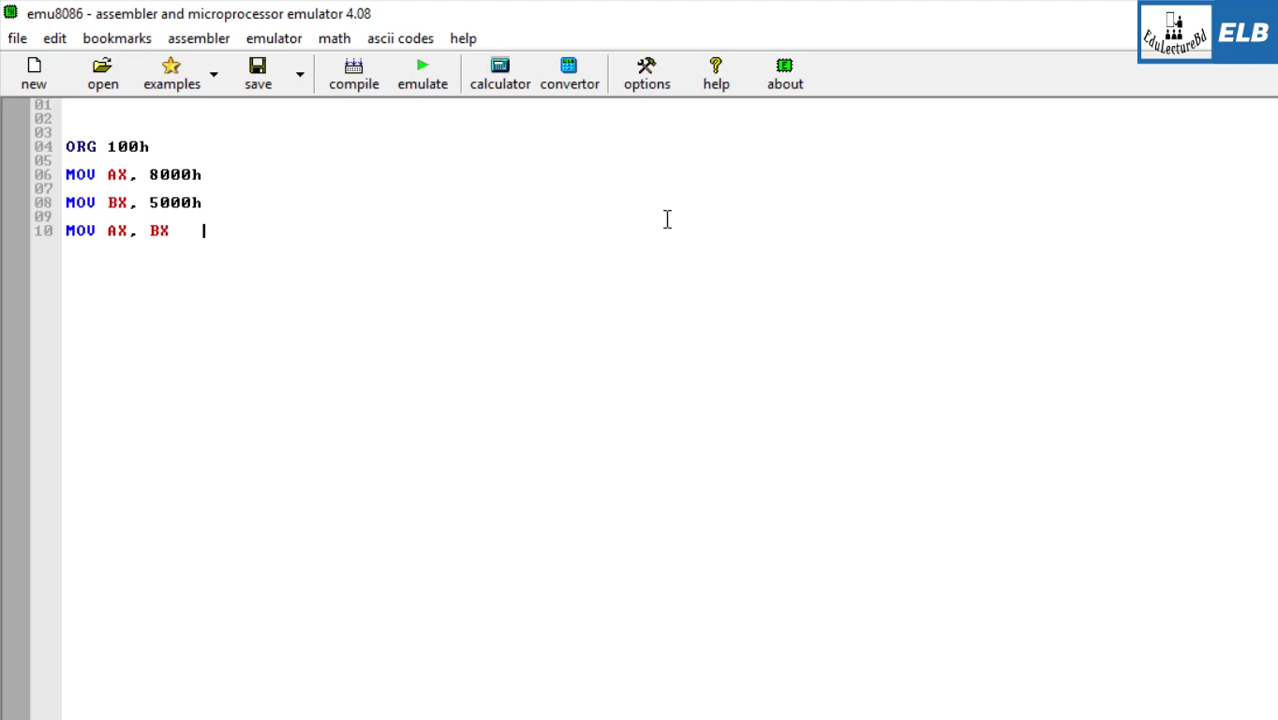 emu8086 - assembler and microprocessor emulator 4.08
EduLectureBd ELB
file edit bookmarks assembler emulator math ascii codes help
new open examples save compile emulate calculator convertor options help about
01
02
03
04 ORG 100h
05
06 MOV AX, 8000h
07
08 MOV BX, 5000h
09
10 MOV AX, BX